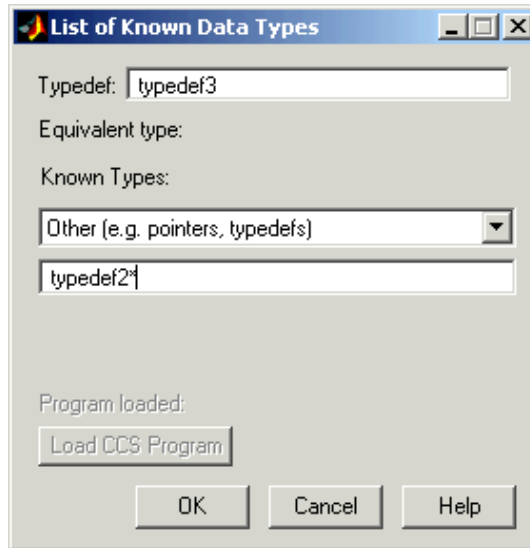 List of Known Data Types
Typedef: typedef3
Equivalent type:
Known Types:
Other (e.g. pointers, typedefs)
typedef2*
Program loaded:
Load CCS Program
OK Cancel Help